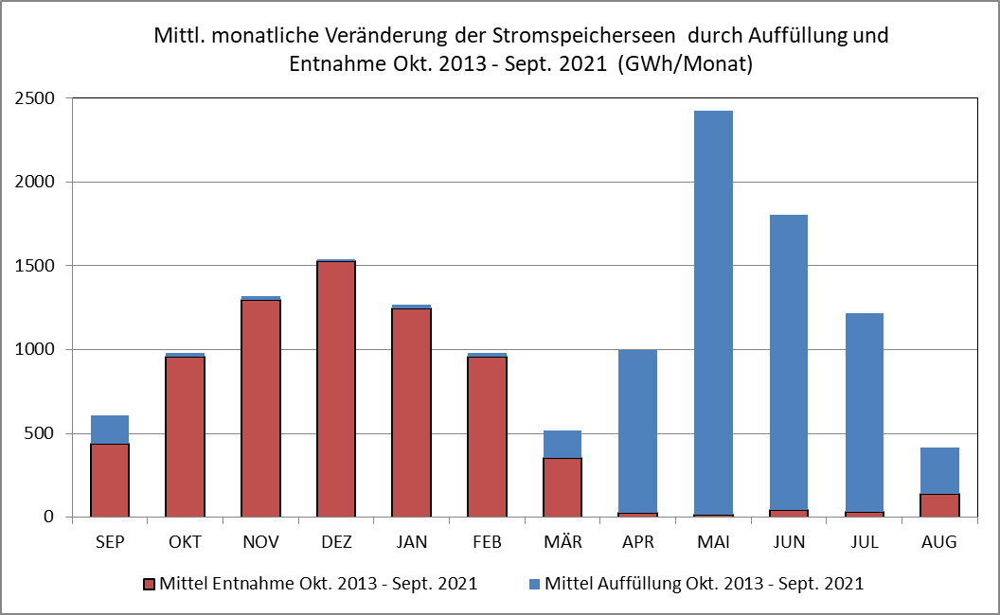 Mittl. monatliche Veränderung der Stromspeicherseen durch Auffüllung und
Entnahme Okt. 2013 - Sept. 2021 (GWh/Monat)
2500
2000
1500
1000
500
0
SEP OKT NOV DEZ JAN FEB MÄR APR MAI JUN JUL AUG
Mittel Entnahme Okt. 2013 - Sept. 2021 Mittel Auffüllung Okt. 2013 - Sept. 2021